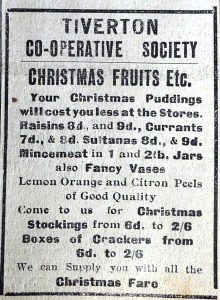 TIVERTON
CO-OPERATIVE SOCIETY
CHRISTMAS FRUITS Etc.
Your Christmas Puddings
will cost you less at the Stores.
Raisins 8d, and 9d., Currants
7d., & 8d. Sultanas 8d., & 9d.
Mincemeat in 1 and 2lb. Jars
also Fancy Vases
Lemon Orange and Citron Peels
of Good Quality
Come to us for Christmas
Stockings from 6d. to 2/6
Boxes of Crackers from
6d. to 2/6
We can Supply you with all the
Christmas Fare